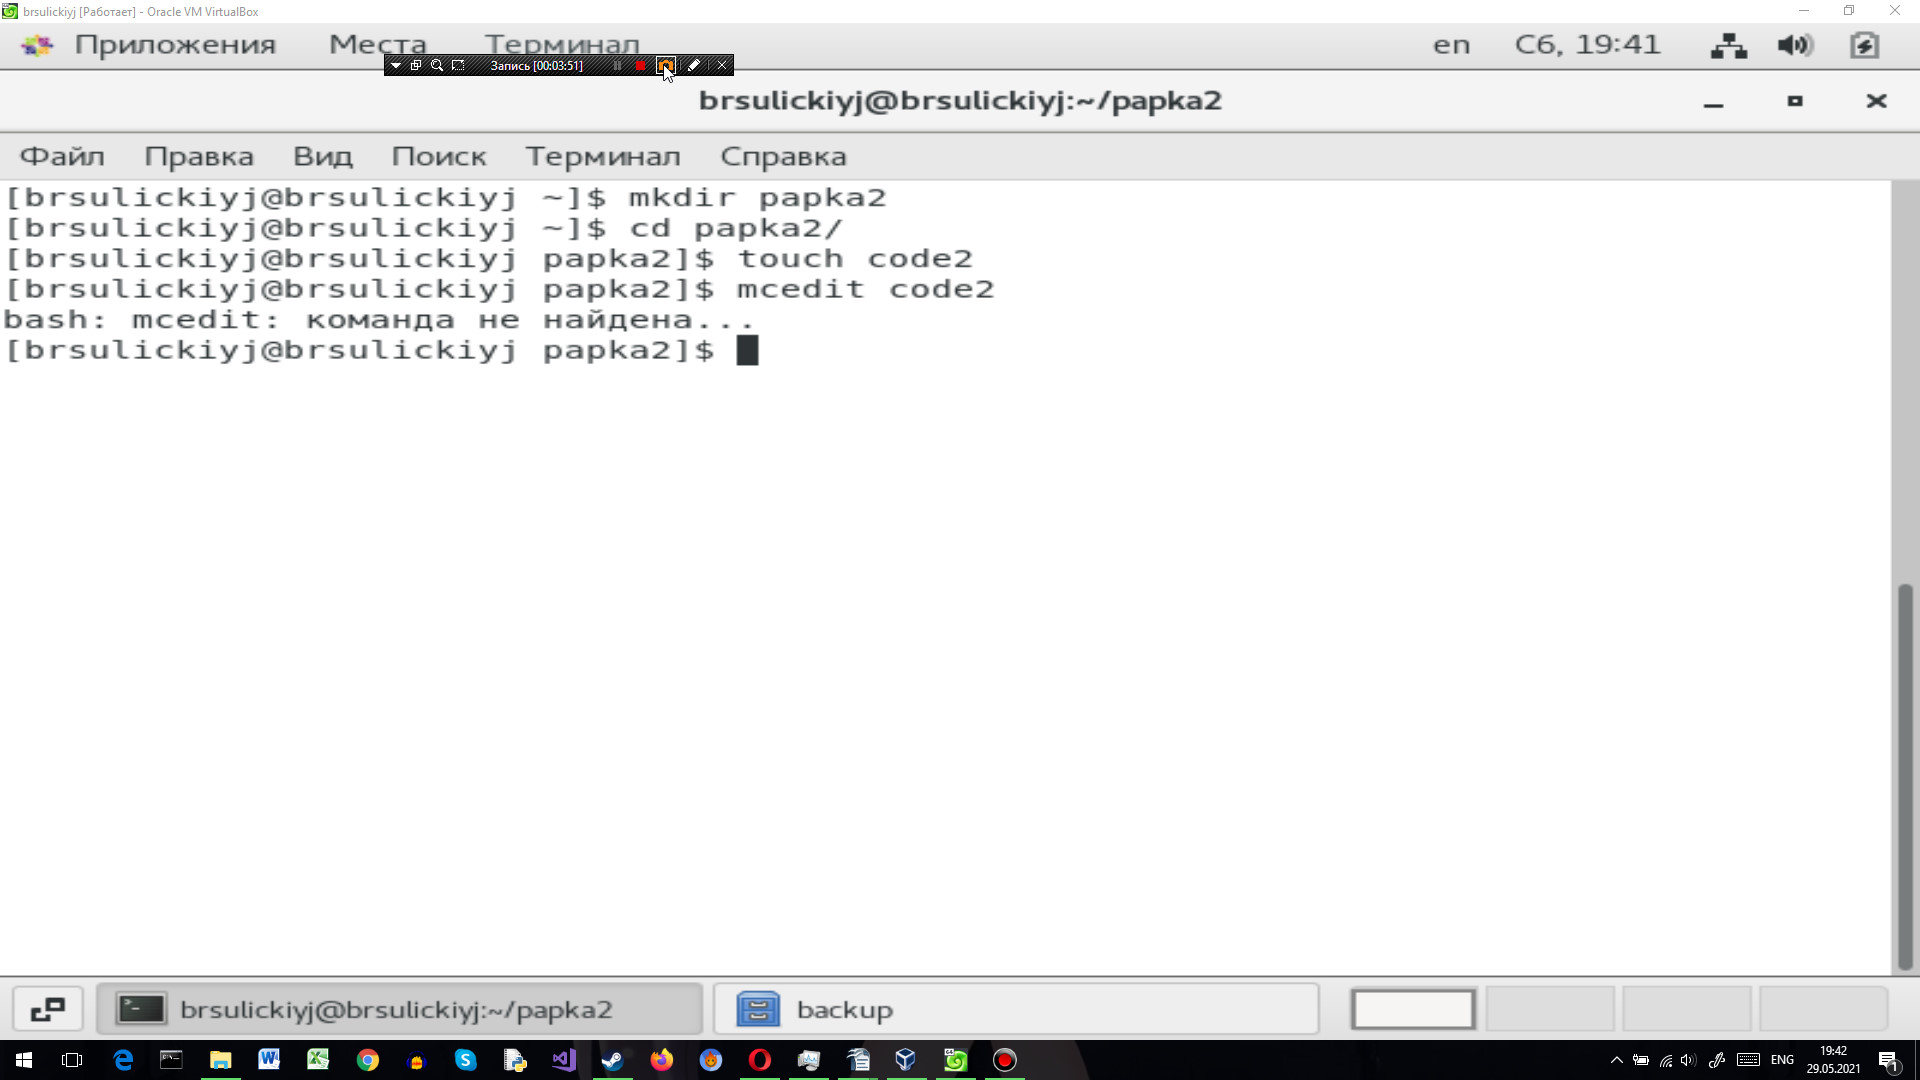 brsulickiyj [Работает] - Oracle VM VirtualBox
Приложения Места Терминал en Сб, 19:41
Запись [00:03:51]
brsulickiyj@brsulickiyj:~/papka2
Файл Правка Вид Поиск Терминал Справка
[brsulickiyj@brsulickiyj ~]$ mkdir papka2
[brsulickiyj@brsulickiyj ~]$ cd papka2/
[brsulickiyj@brsulickiyj papka2]$ touch code2
[brsulickiyj@brsulickiyj papka2]$ mcedit code2
bash: mcedit: команда не найдена...
[brsulickiyj@brsulickiyj papka2]$
brsulickiyj@brsulickiyj:~/papka2 backup
ENG 19:42
29.05.2021
1